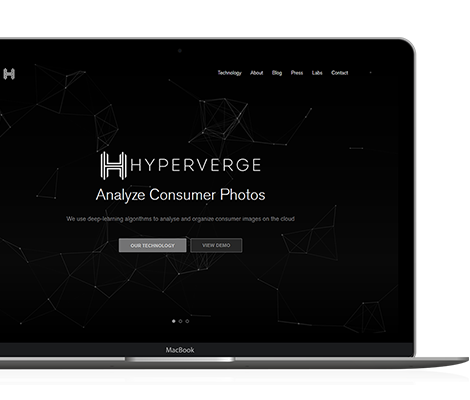 Technology About Blog Press Labs Contact
HYPERVERGE
Analyze Consumer Photos
We use deep-learning algorithms to analyse and organize consumer images on the cloud
OUR TECHNOLOGY VIEW DEMO
MacBook